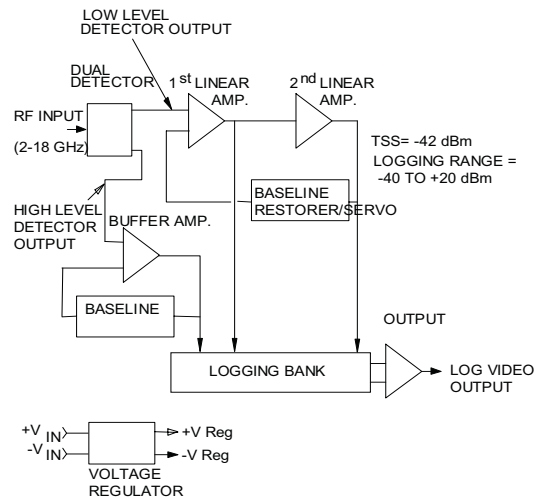 LOW LEVEL
DETECTOR OUTPUT
DUAL
DETECTOR
1st LINEAR
AMP.
2nd LINEAR
AMP.
RF INPUT
(2-18 GHz)
TSS= -42 dBm
LOGGING RANGE =
-40 TO +20 dBm
BASELINE
RESTORER/SERVO
HIGH LEVEL
DETECTOR
OUTPUT
BUFFER AMP.
BASELINE
OUTPUT
LOGGING BANK
LOG VIDEO
OUTPUT
+V IN
+V Reg
-V IN
-V Reg
VOLTAGE
REGULATOR